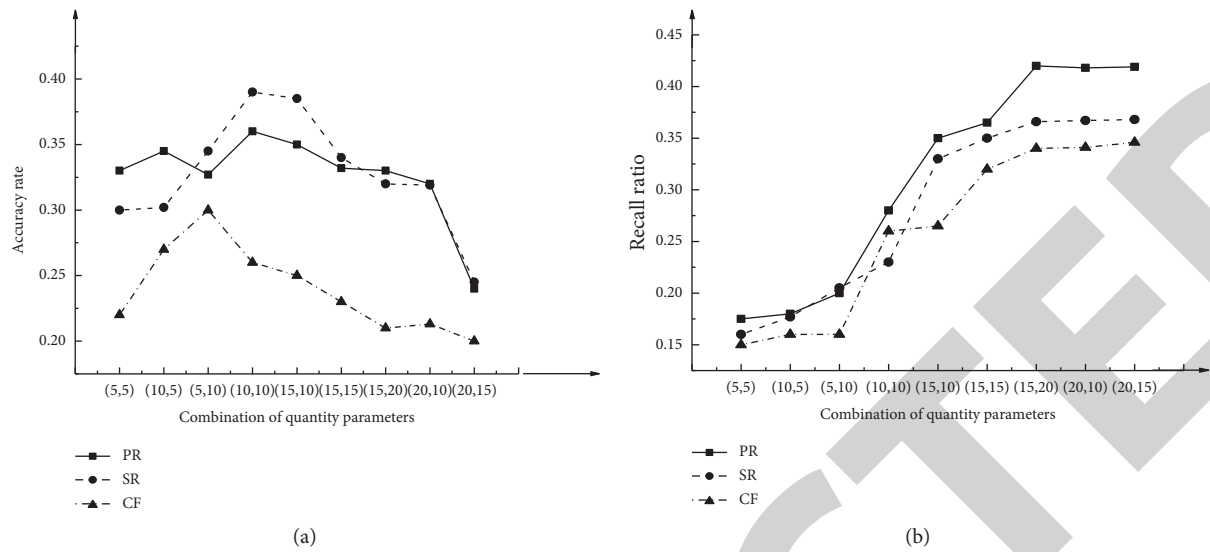 0.40
0.35
0.30
0.25
0.20
Accuracy rate
(5,5) (10,5) (5,10) (10,10) (15,10) (15,15) (15,20) (20,10) (20,15)
Combination of quantity parameters
PR
SR
CF
(a)
0.45
0.40
0.35
0.30
0.25
0.20
0.15
Recall ratio
(5,5) (10,5) (5,10) (10,10) (15,10) (15,15) (15,20) (20,10) (20,15)
Combination of quantity parameters
PR
SR
CF
(b)
CTED